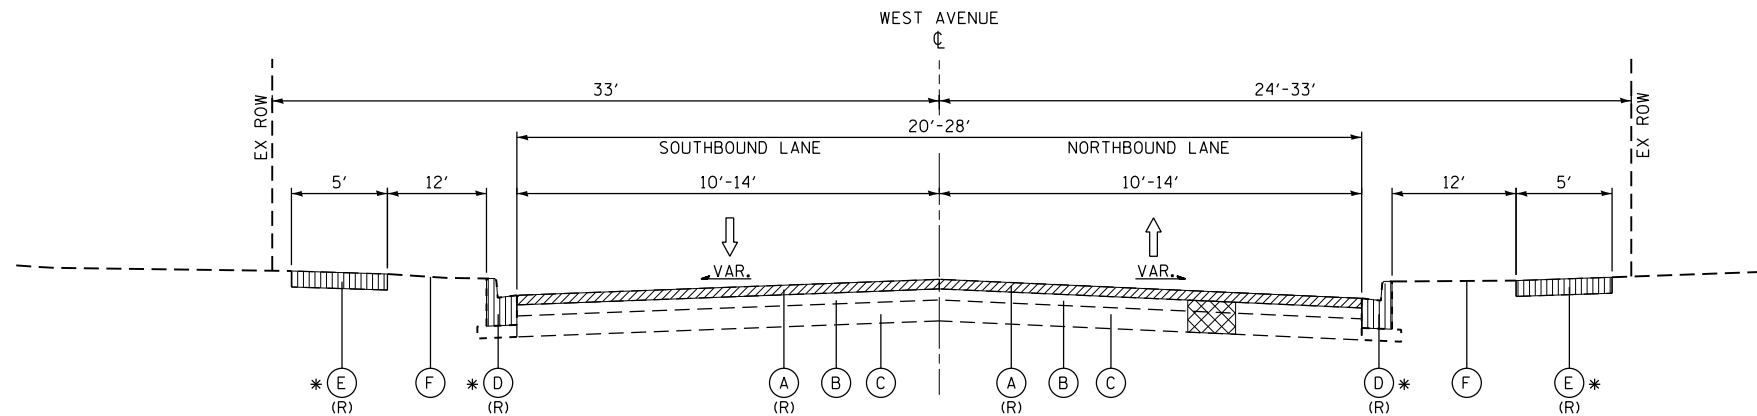 WEST AVENUE
℄
33'
24'-33'
EX ROW
EX ROW
20'-28'
SOUTHBOUND LANE
NORTHBOUND LANE
5'
12'
10'-14'
10'-14'
12'
5'
VAR.
VAR.
* E
F
* D
A
B
C
A
B
C
D *
F
E *
(R)
(R)
(R)
(R)
(R)
(R)